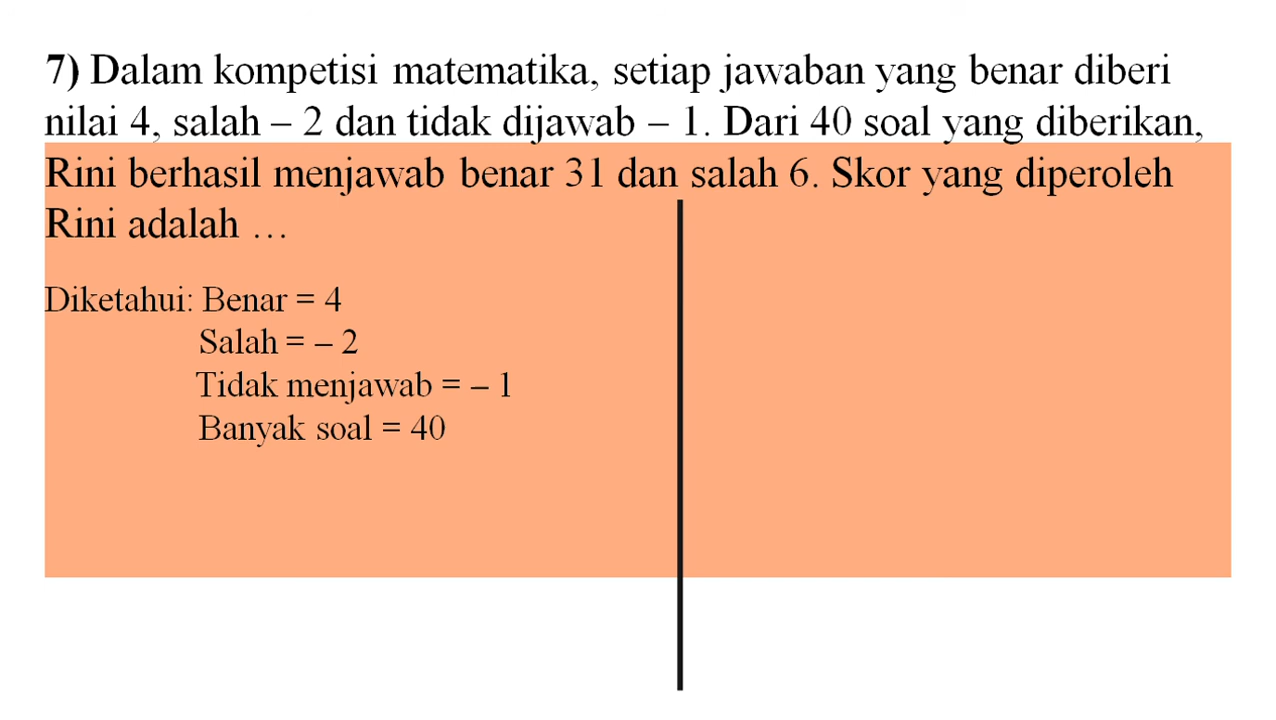 7) Dalam kompetisi matematika, setiap jawaban yang benar diberi
nilai 4, salah – 2 dan tidak dijawab – 1. Dari 40 soal yang diberikan,
Rini berhasil menjawab benar 31 dan salah 6. Skor yang diperoleh
Rini adalah …
Diketahui: Benar = 4
Salah = – 2
Tidak menjawab = – 1
Banyak soal = 40